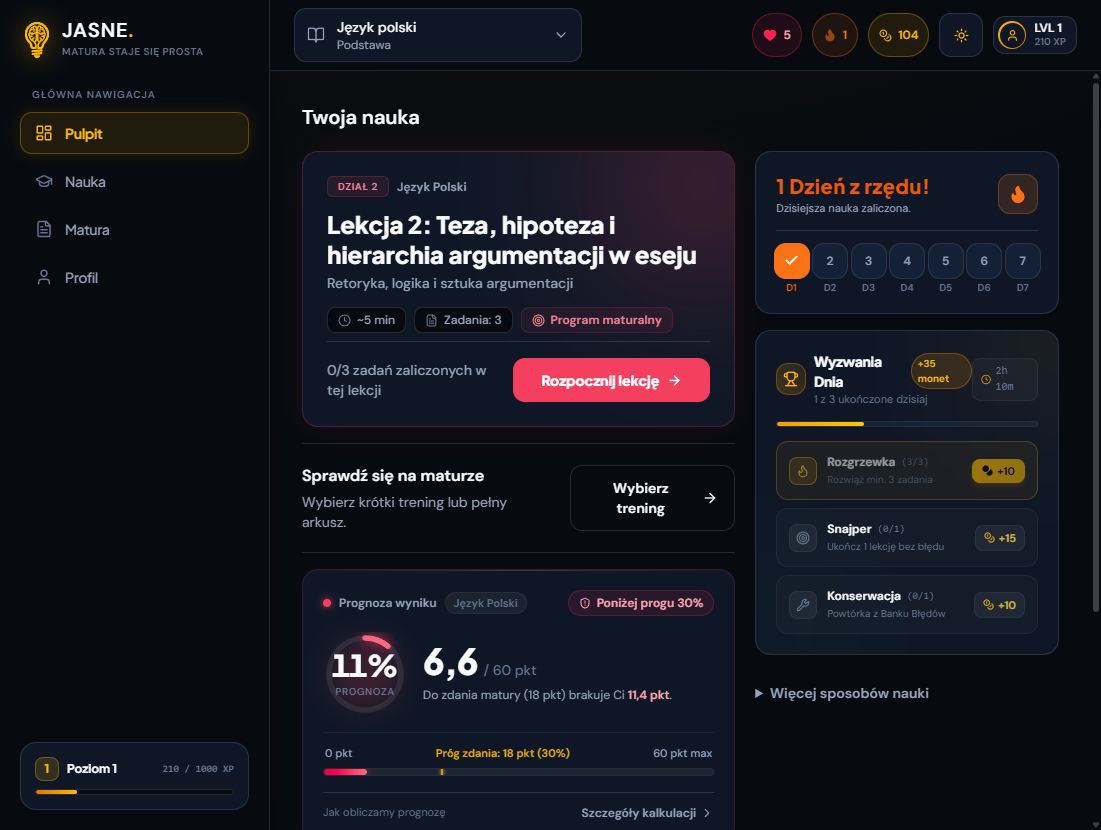 JASNE.
MATURA STAJE SIĘ PROSTA
GŁÓWNA NAWIGACJA
Pulpit
Nauka
Matura
Profil
1
Poziom 1
210 / 1000 XP
Język polski
Podstawa
5
1
104
LVL 1
210 XP
Twoja nauka
DZIAŁ 2
Język Polski
Lekcja 2: Teza, hipoteza i
hierarchia argumentacji w eseju
Retoryka, logika i sztuka argumentacji
~5 min
Zadania: 3
Program maturalny
0/3 zadań zaliczonych w
tej lekcji
Rozpocznij lekcję
Sprawdź się na maturze
Wybierz krótki trening lub pełny
arkusz.
Wybierz
trening
Prognoza wyniku
Język Polski
Poniżej progu 30%
11%
PROGNOZA
6,6 / 60 pkt
Do zdania matury (18 pkt) brakuje Ci 11,4 pkt.
0 pkt
Próg zdania: 18 pkt (30%)
60 pkt max
Jak obliczamy prognozę
Szczegóły kalkulacji
1 Dzień z rzędu!
Dzisiejsza nauka zaliczona.
2 3 4 5 6 7
D1 D2 D3 D4 D5 D6 D7
Wyzwania
Dnia
+35
monet
2h
10m
1 z 3 ukończone dzisiaj
Rozgrzewka (3/3)
Rozwiąż min. 3 zadania
+10
Snajper (0/1)
Ukończ 1 lekcję bez błędu
+15
Konserwacja (0/1)
Powtórka z Banku Błędów
+10
Więcej sposobów nauki